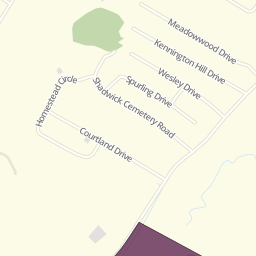 Meadowwood Drive
Kennington Hill Drive
Wesley Drive
Spurling Drive
Shadwick Cemetery Road
Homestead Circle
Courtland Drive